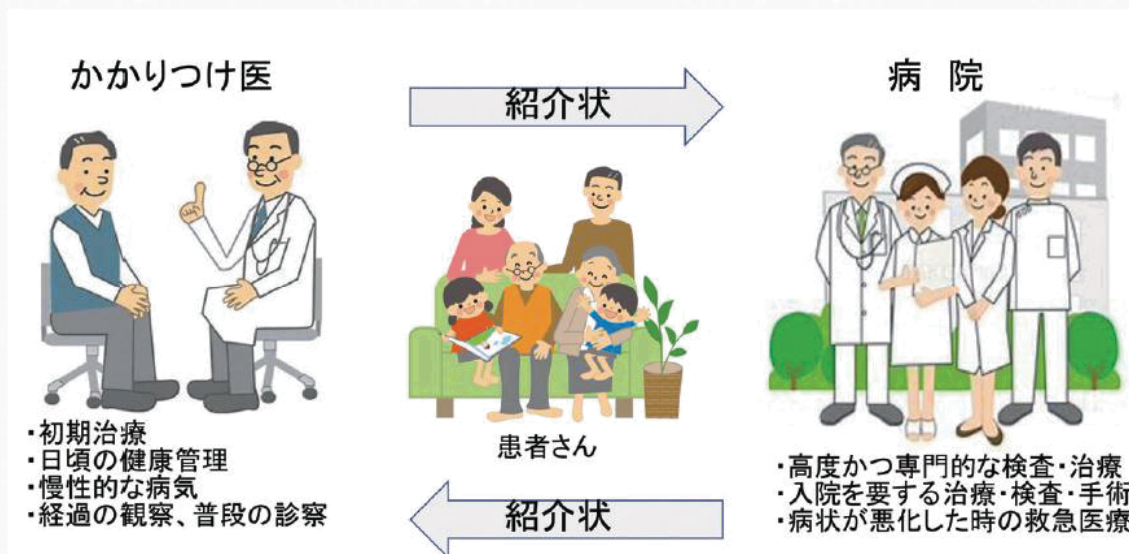 かかりつけ医
紹介状
病　院
・初期治療
・日頃の健康管理
・慢性的な病気
・経過の観察、普段の診察
患者さん
紹介状
・高度かつ専門的な検査・治療
・入院を要する治療・検査・手術
・病状が悪化した時の救急医療